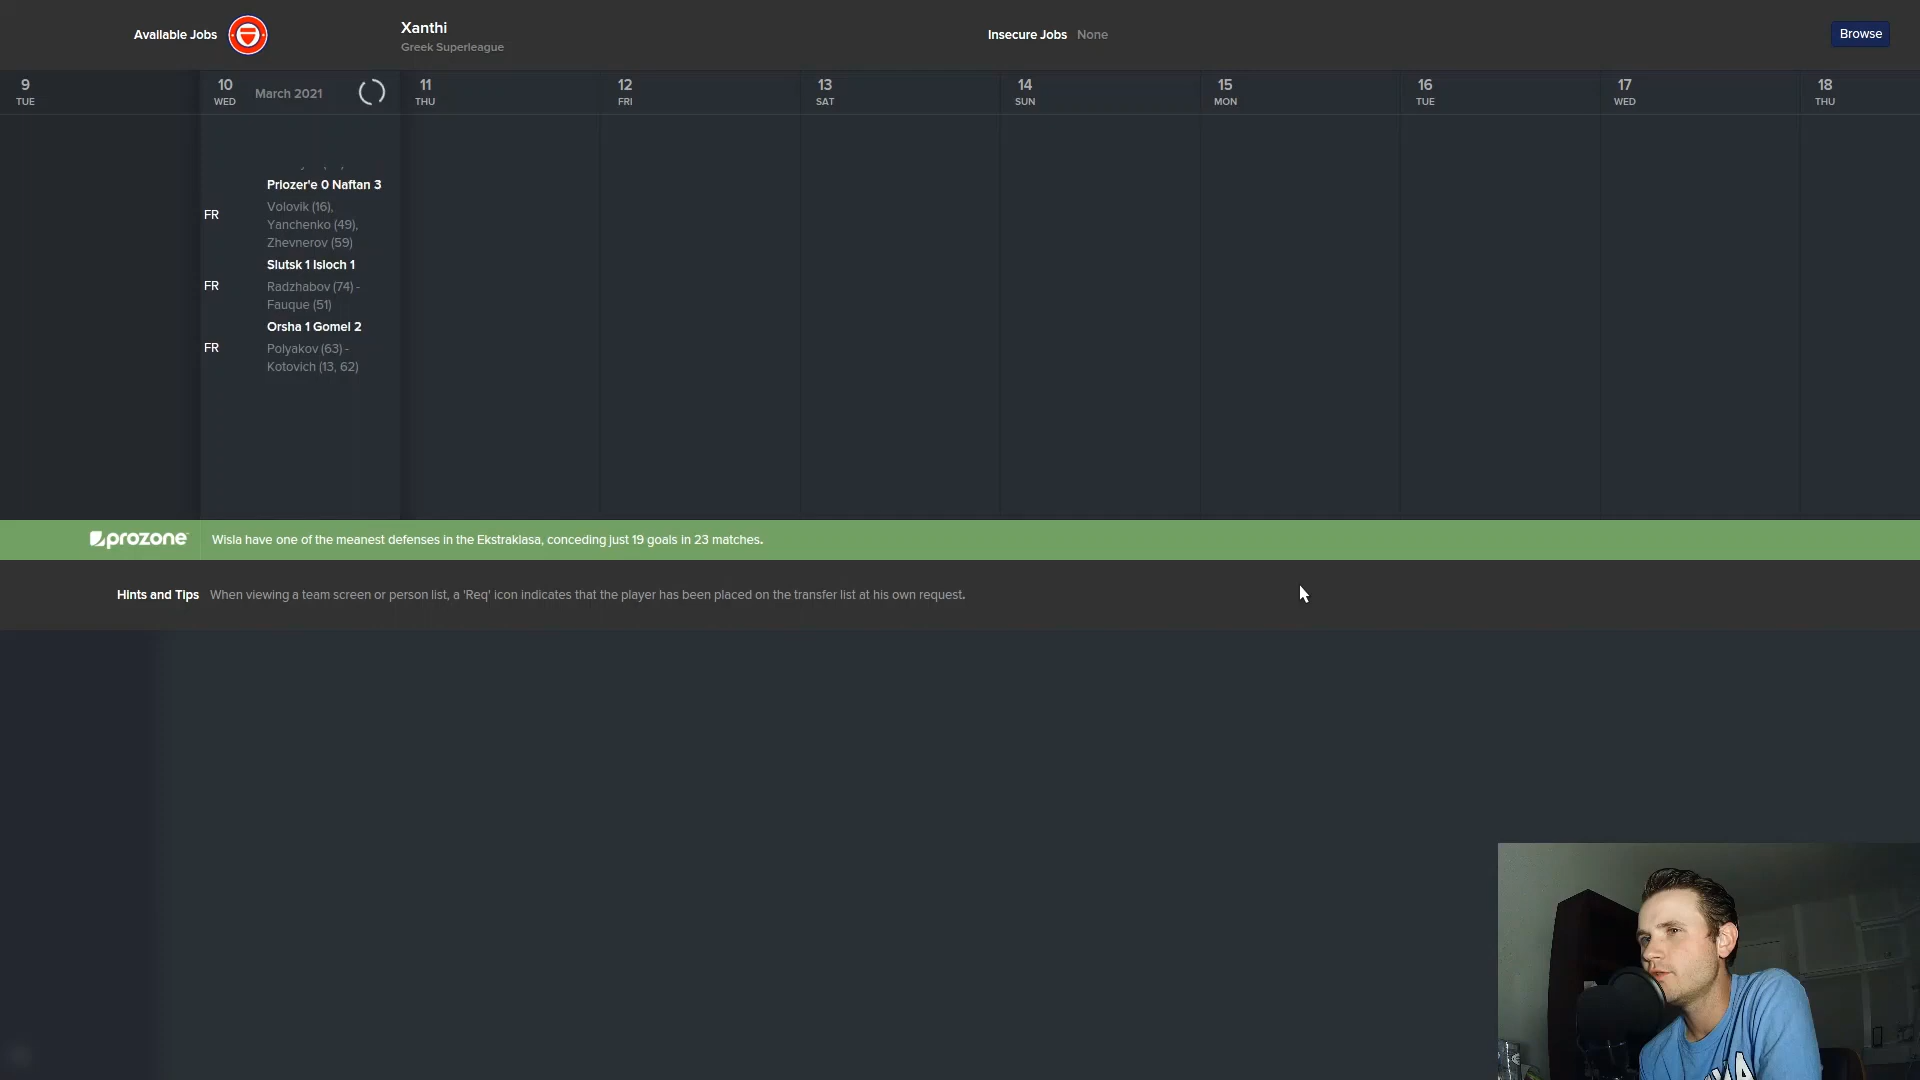 Available Jobs
Xanthi
Greek Superleague
Insecure Jobs None
Browse
9
TUE
10
WED
March 2021
11
THU
12
FRI
13
SAT
14
SUN
15
MON
16
TUE
17
WED
18
THU
Priozer'e 0 Naftan 3
FR
Volovik (16),
Yanchenko (49),
Zhevnerov (59)
Slutsk 1 Isloch 1
FR
Radzhabov (74) -
Fauque (51)
Orsha 1 Gomel 2
FR
Polyakov (63) -
Kotovich (13, 62)
prozone
Wisla have one of the meanest defenses in the Ekstraklasa, conceding just 19 goals in 23 matches.
Hints and Tips When viewing a team screen or person list, a 'Req' icon indicates that the player has been placed on the transfer list at his own request.